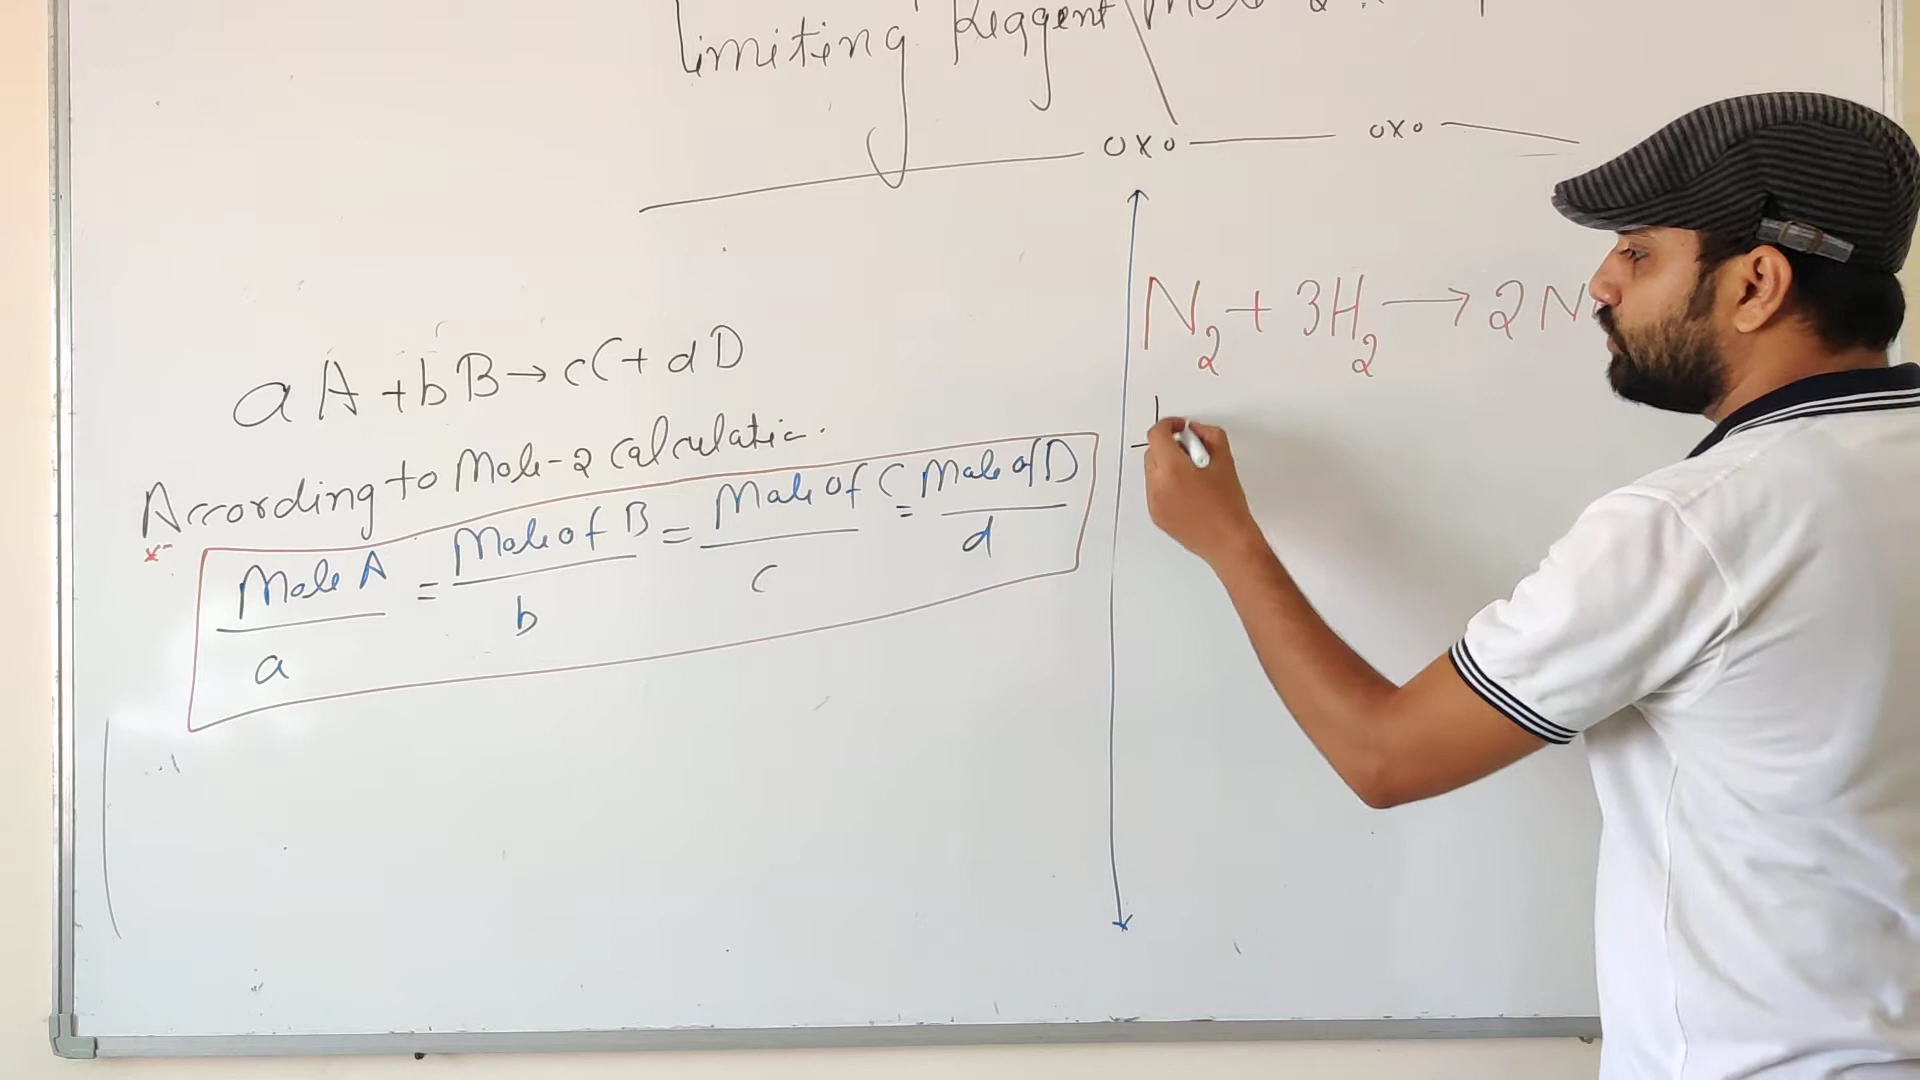 limiting Reagent
oxo oxo
aA + bB → cC + dD
According to Mole-2 calculatic.
Mole A = Mole of B = Mole of C = Mole of D
a b c d
N2 + 3H2 → 2N